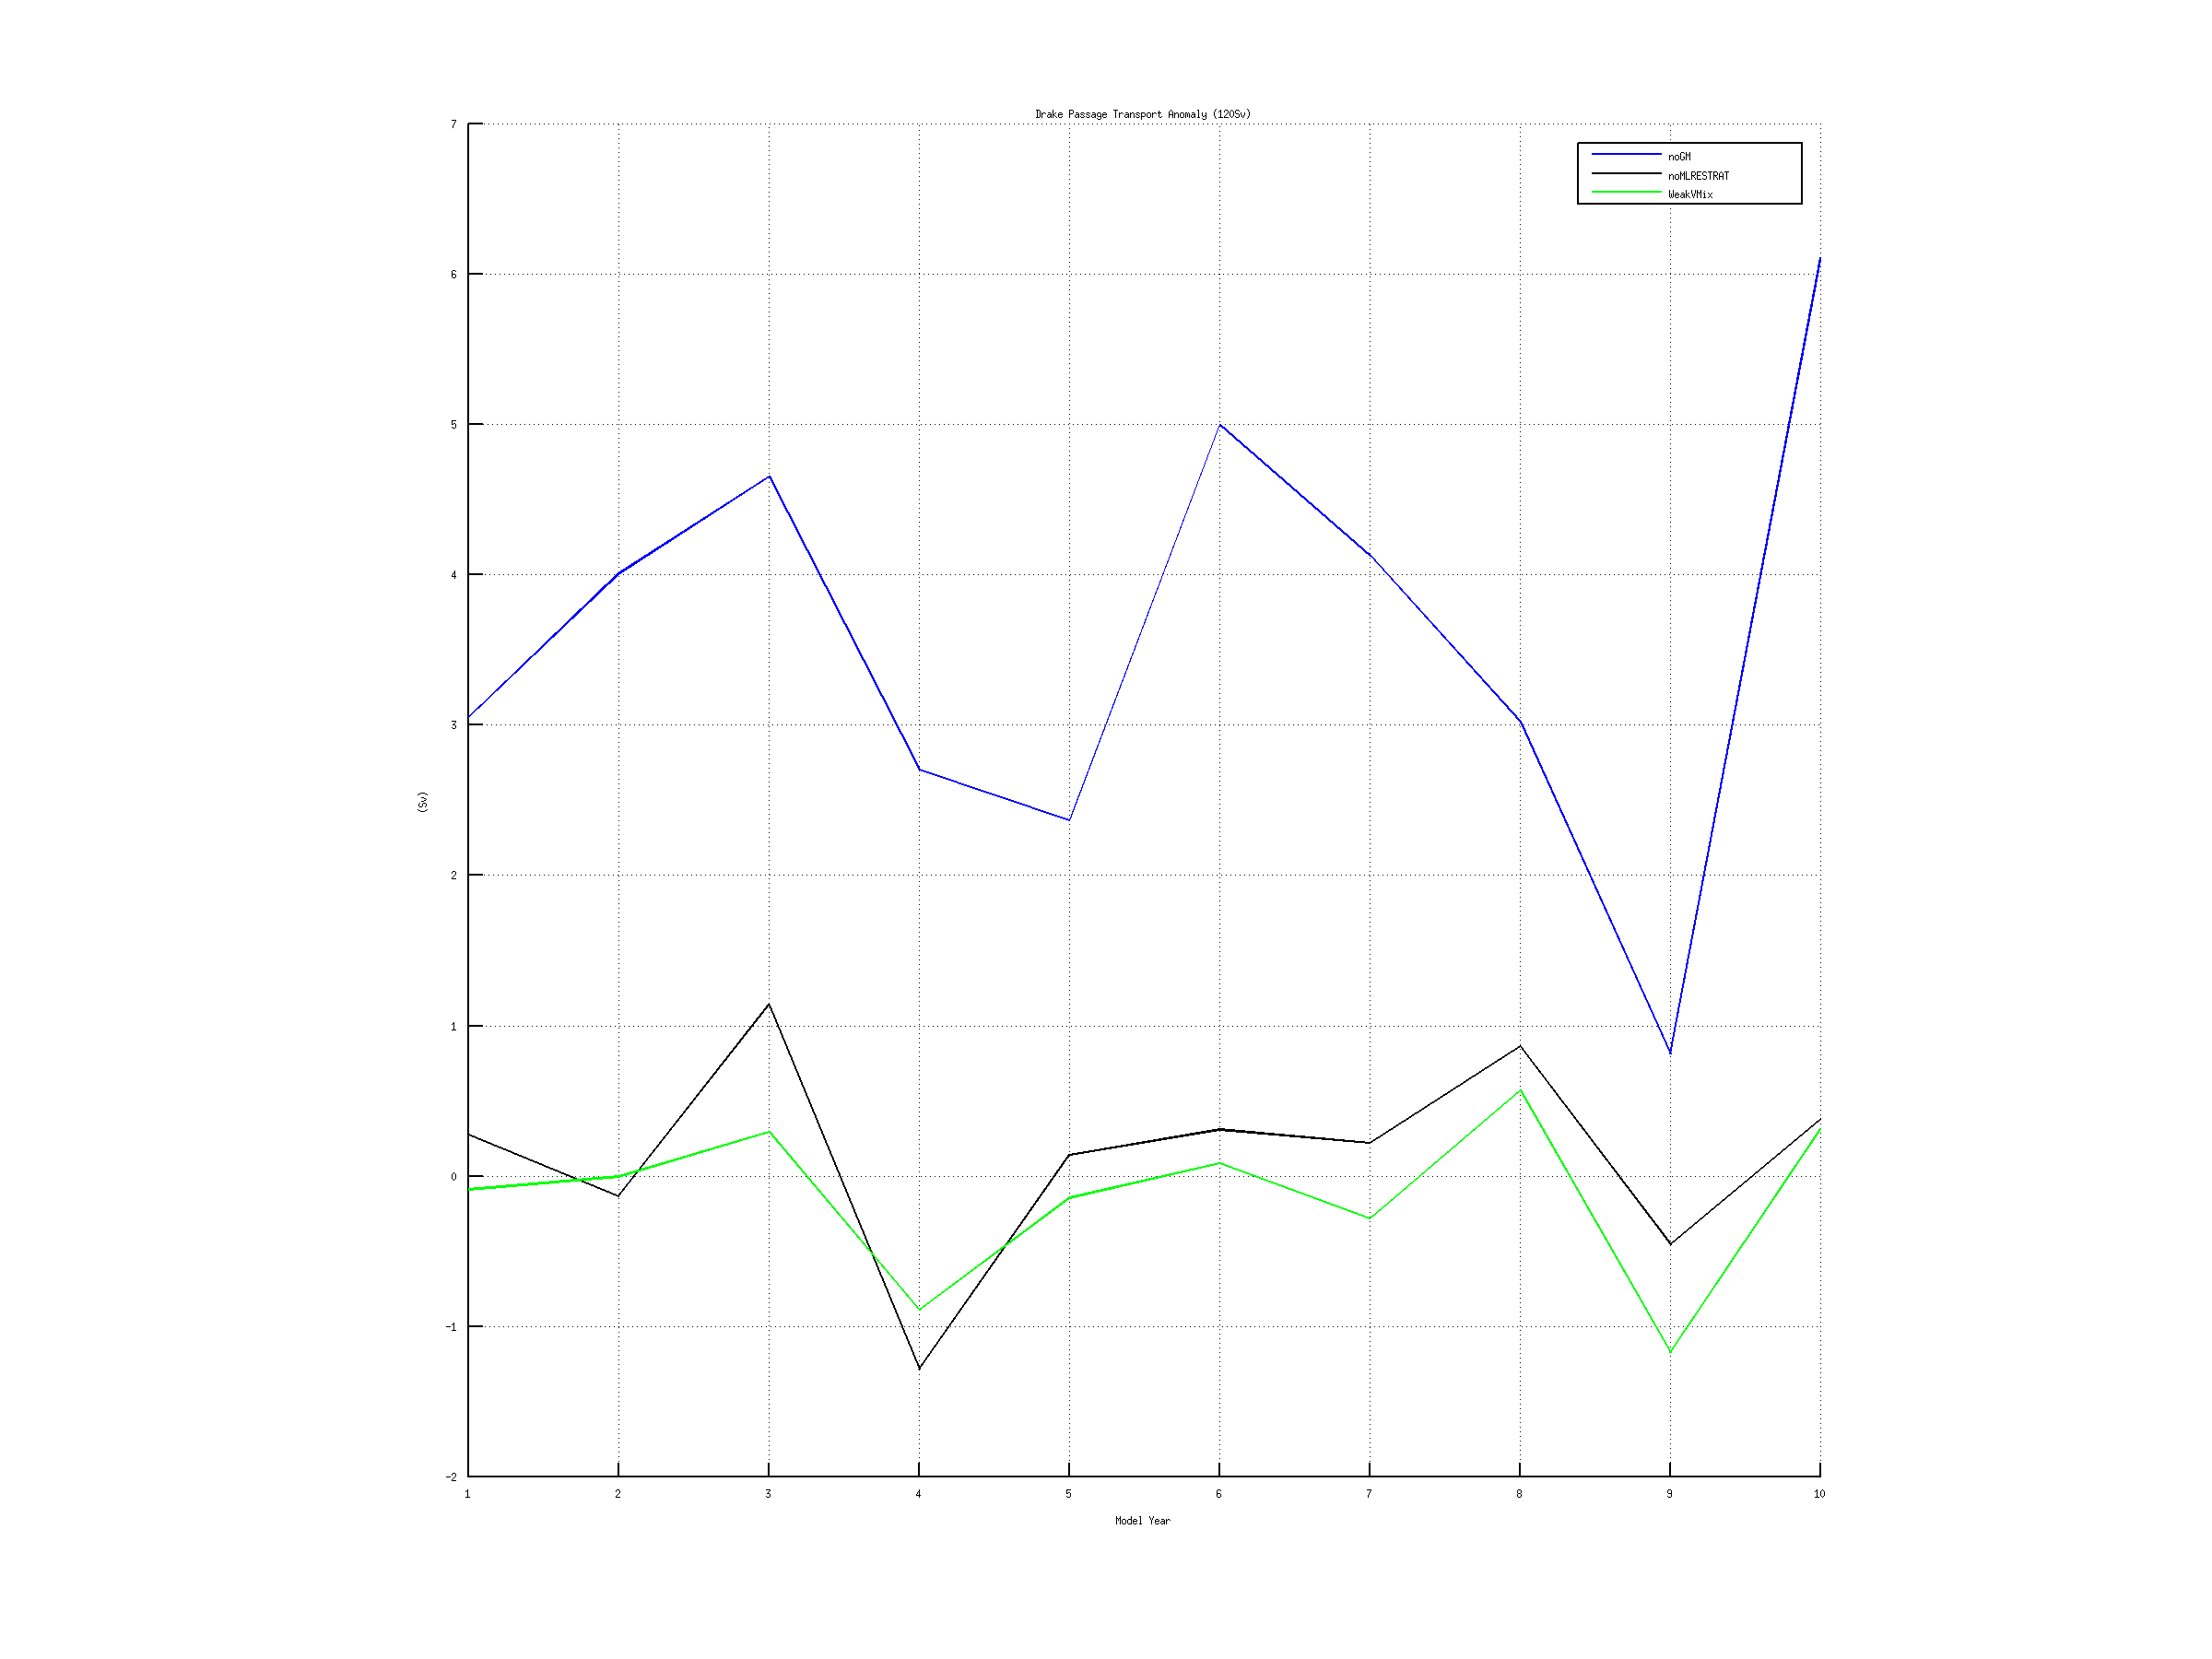 Drake Passage Transport Anomaly (120Sv)
noGM
noMLRESTRAT
WeakVMix
7
6
5
4
3
2
1
0
-1
-2
(Sv)
1 2 3 4 5 6 7 8 9 10
Model Year